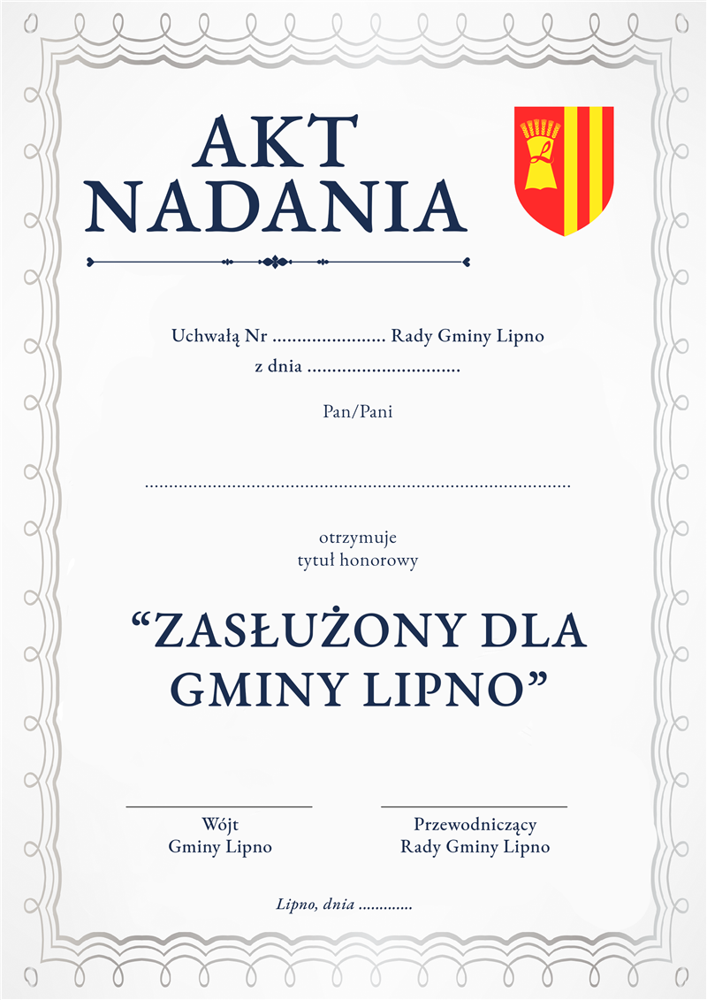 AKT
NADANIA
L
Uchwałą Nr ....................... Rady Gminy Lipno
z dnia ...............................
Pan/Pani
..........................................................................................
otrzymuje
tytuł honorowy
“ZASŁUŻONY DLA
GMINY LIPNO”
Wójt
Gminy Lipno
Przewodniczący
Rady Gminy Lipno
Lipno, dnia .............